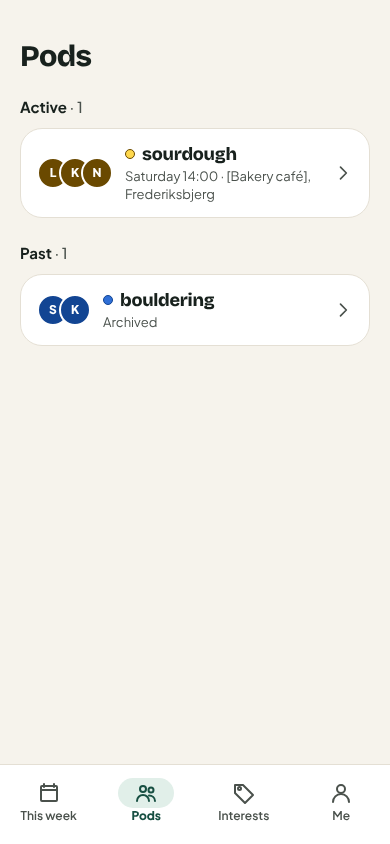 Pods
Active · 1
L K N
sourdough
Saturday 14:00 · [Bakery café],
Frederiksbjerg
Past · 1
S K
bouldering
Archived
This week
Pods
Interests
Me